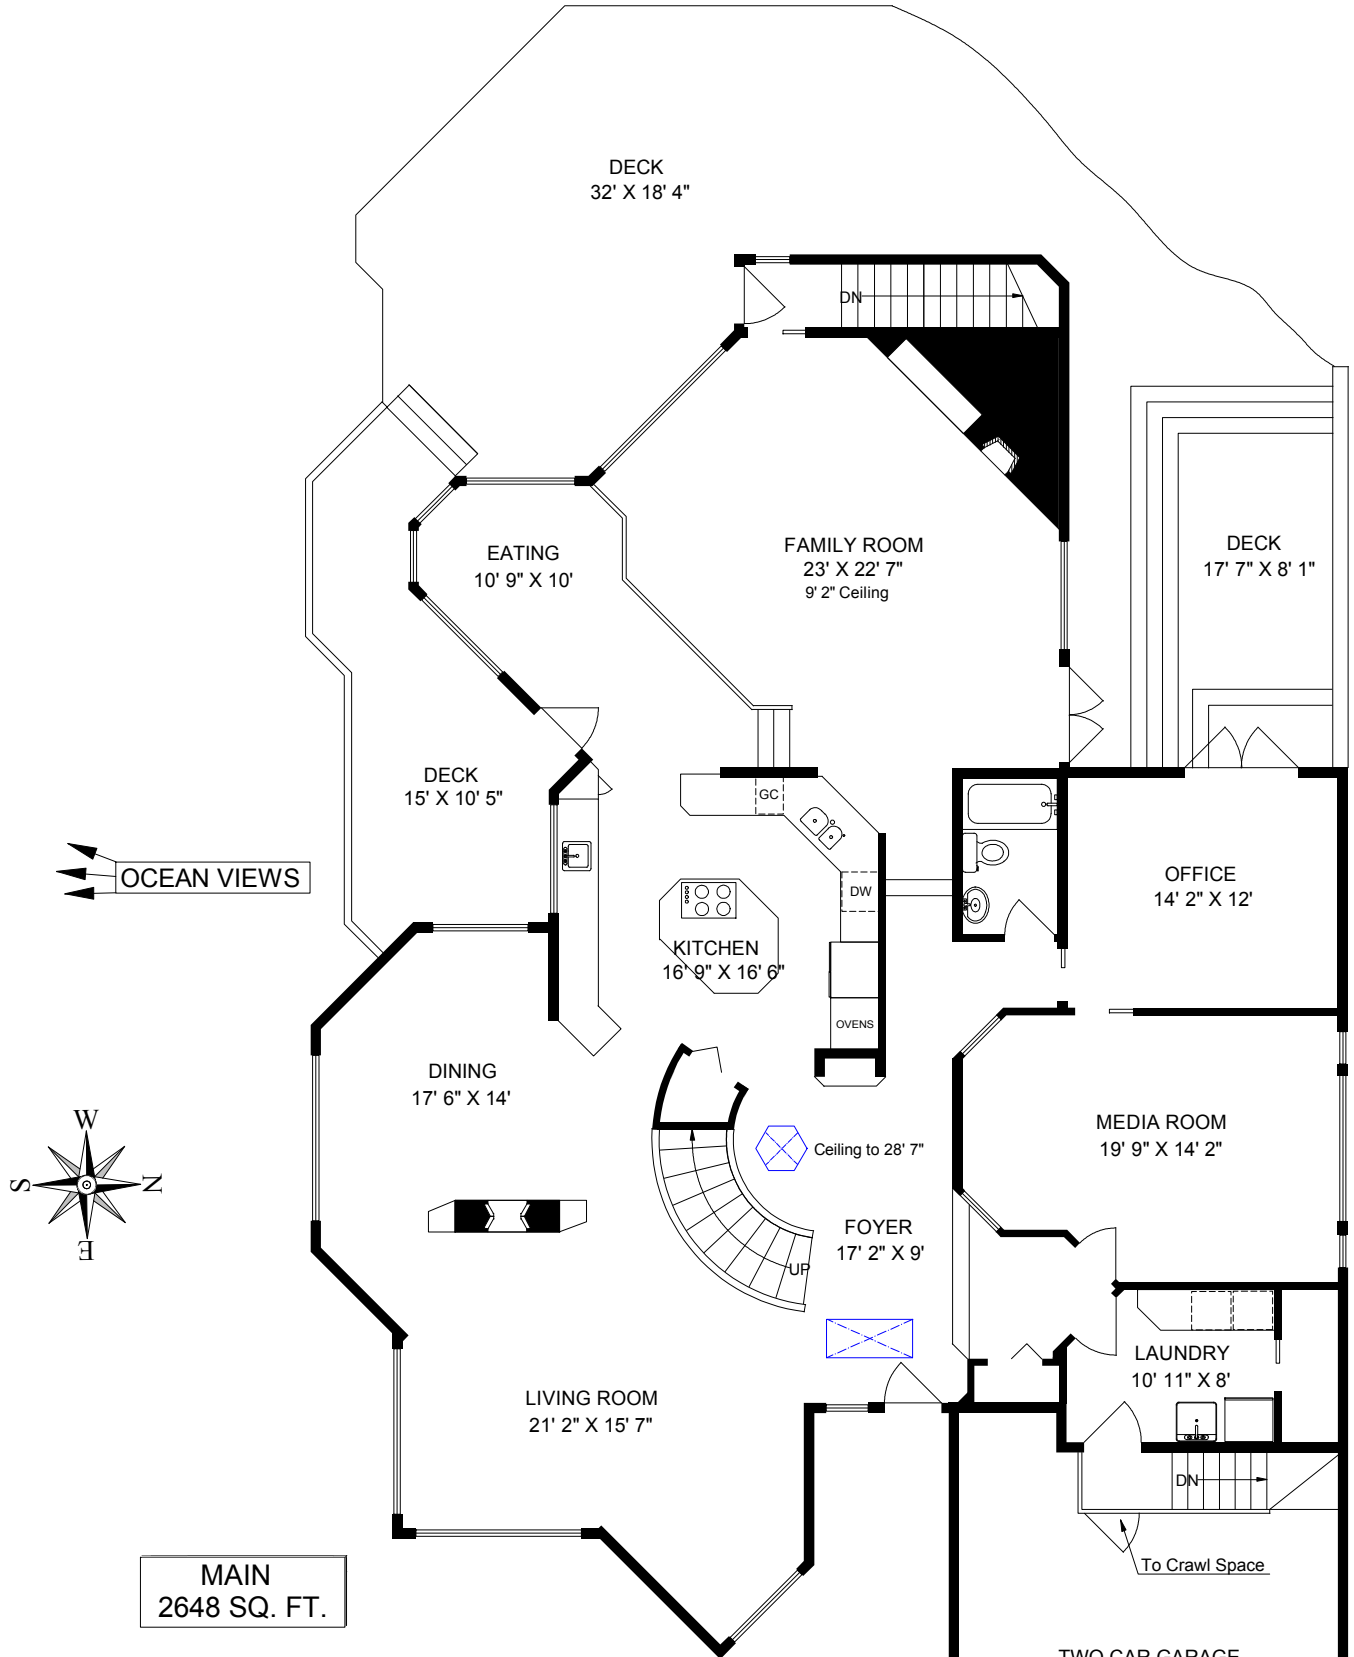 DECK
32' X 18' 4"
DN
EATING
10' 9" X 10'
FAMILY ROOM
23' X 22' 7"
9' 2" Ceiling
DECK
17' 7" X 8' 1"
DECK
15' X 10' 5"
GC
OCEAN VIEWS
DW
OFFICE
14' 2" X 12'
KITCHEN
16' 9" X 16' 6"
OVENS
DINING
17' 6" X 14'
W
N
S
E
Ceiling to 28' 7"
MEDIA ROOM
19' 9" X 14' 2"
FOYER
17' 2" X 9'
UP
LAUNDRY
10' 11" X 8'
LIVING ROOM
21' 2" X 15' 7"
DN
To Crawl Space
MAIN
2648 SQ. FT.
TWO CAR GARAGE